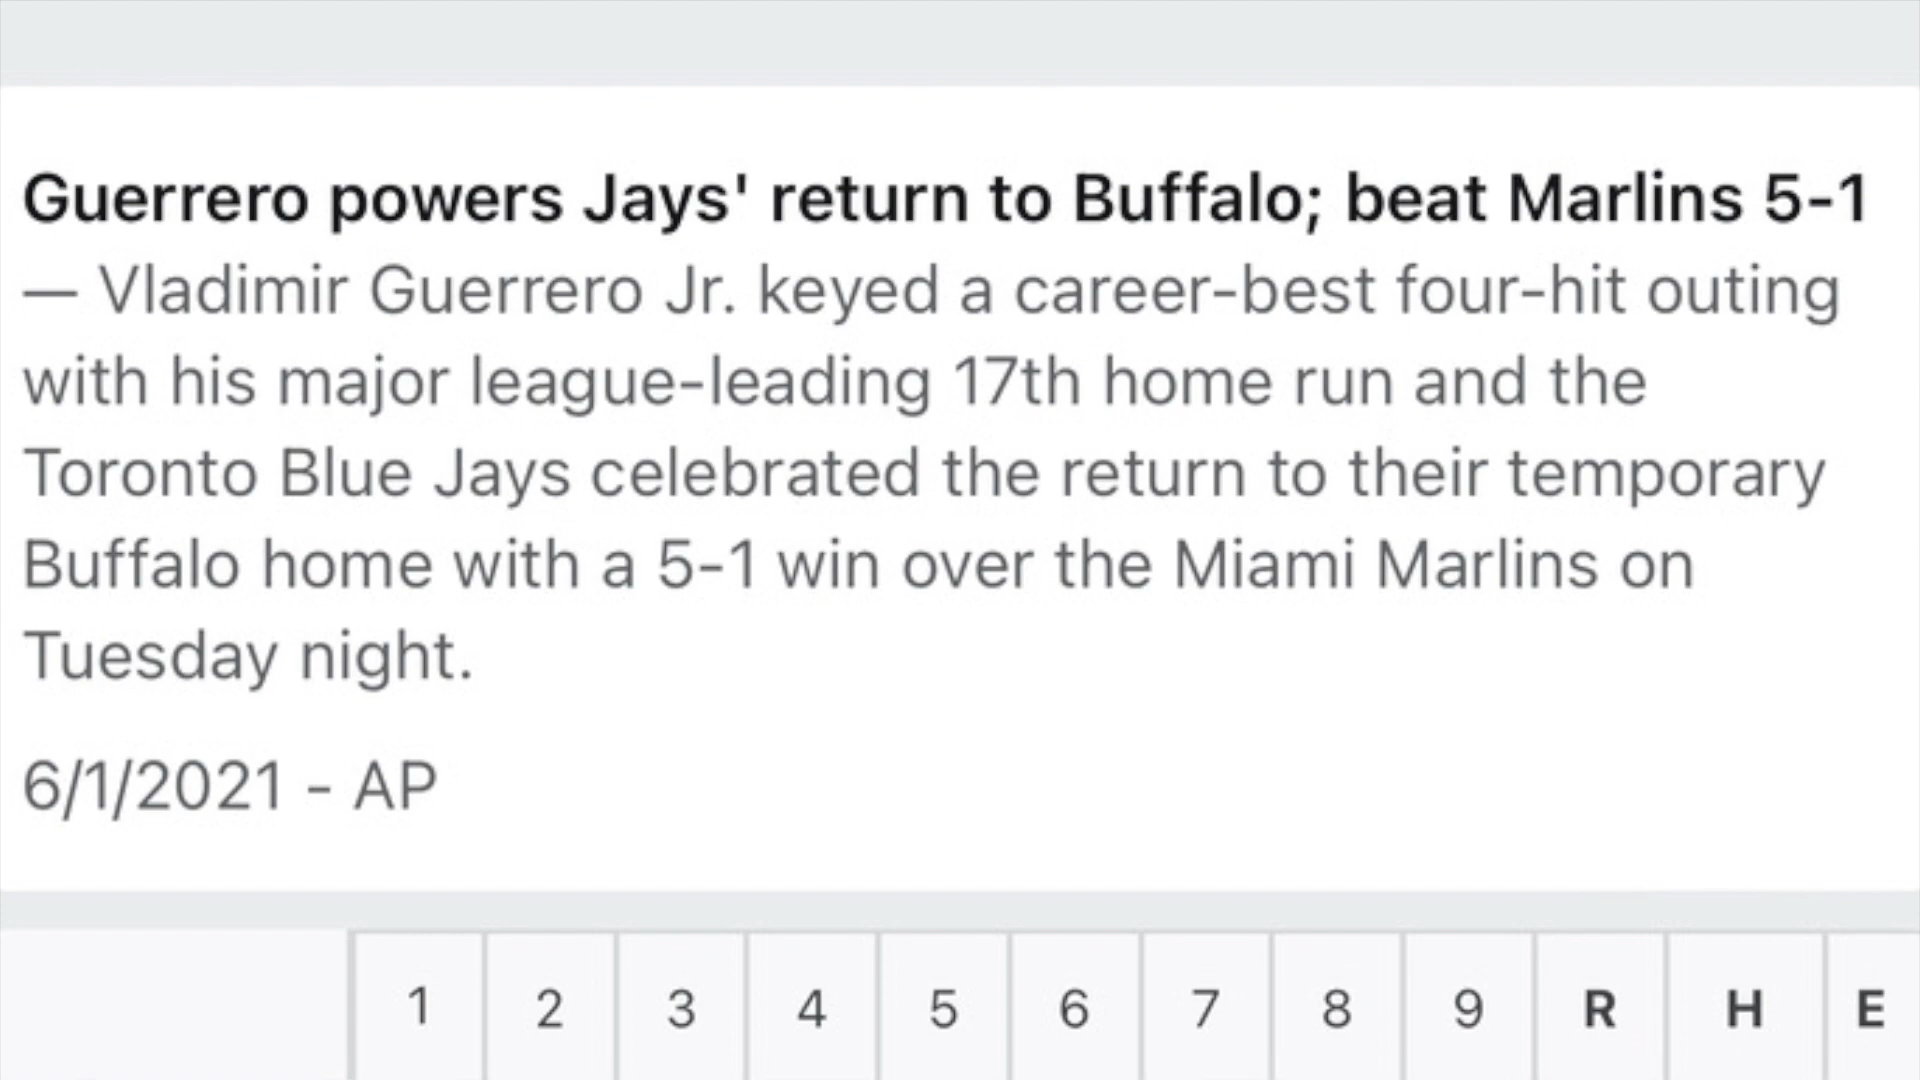 Guerrero powers Jays' return to Buffalo; beat Marlins 5-1
— Vladimir Guerrero Jr. keyed a career-best four-hit outing
with his major league-leading 17th home run and the
Toronto Blue Jays celebrated the return to their temporary
Buffalo home with a 5-1 win over the Miami Marlins on
Tuesday night.
6/1/2021 - AP
1 2 3 4 5 6 7 8 9 R H E